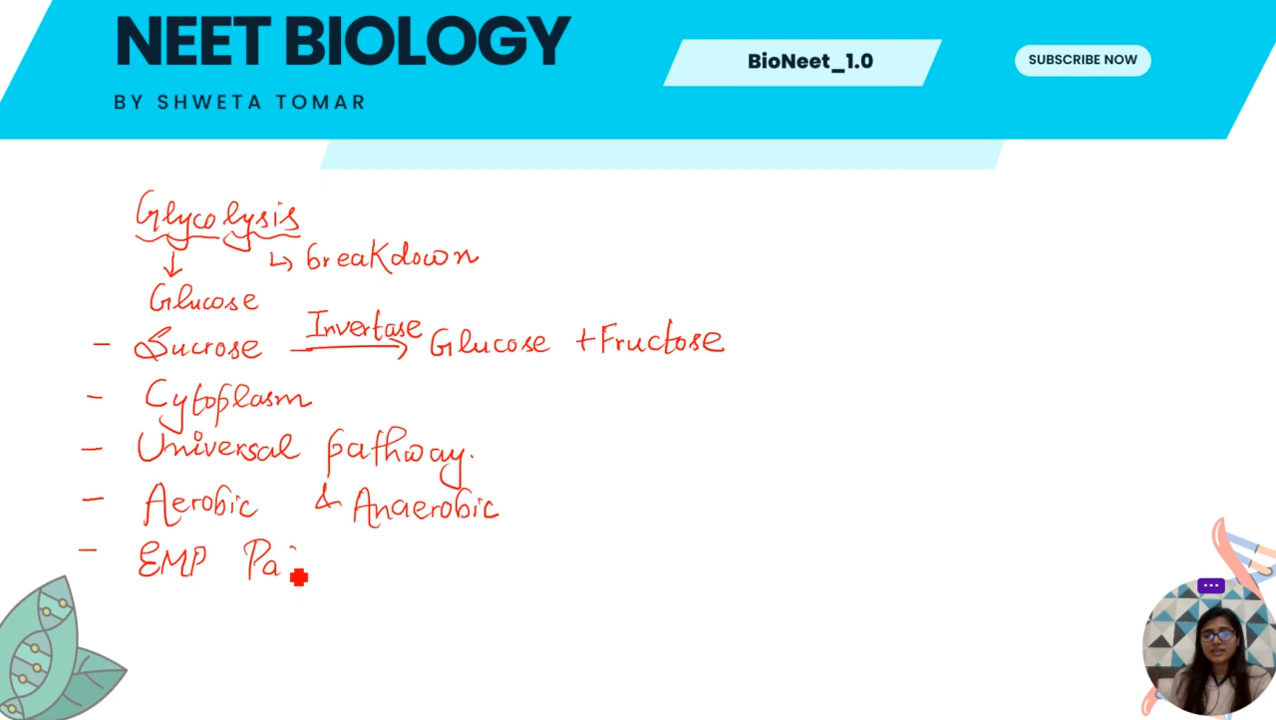 NEET BIOLOGY
BY SHWETA TOMAR
BioNeet_1.0
SUBSCRIBE NOW
Glycolysis
↳ breakdown
Glucose
- Sucrose Invertase → Glucose + Fructose
- Cytoplasm
- Universal pathway.
- Aerobic & Anaerobic
- EMP Pa